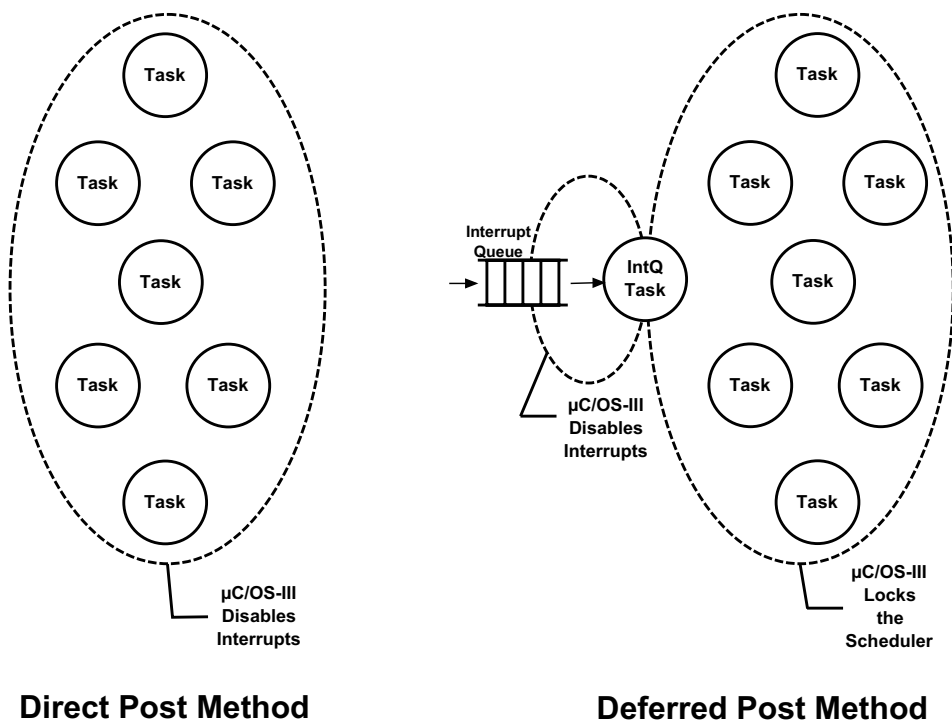 Task
Task
Task
Task
Task
Task
Task
µC/OS-III
Disables
Interrupts
Direct Post Method
Interrupt
Queue
IntQ
Task
µC/OS-III
Disables
Interrupts
Task
Task
Task
Task
Task
Task
Task
µC/OS-III
Locks
the
Scheduler
Deferred Post Method